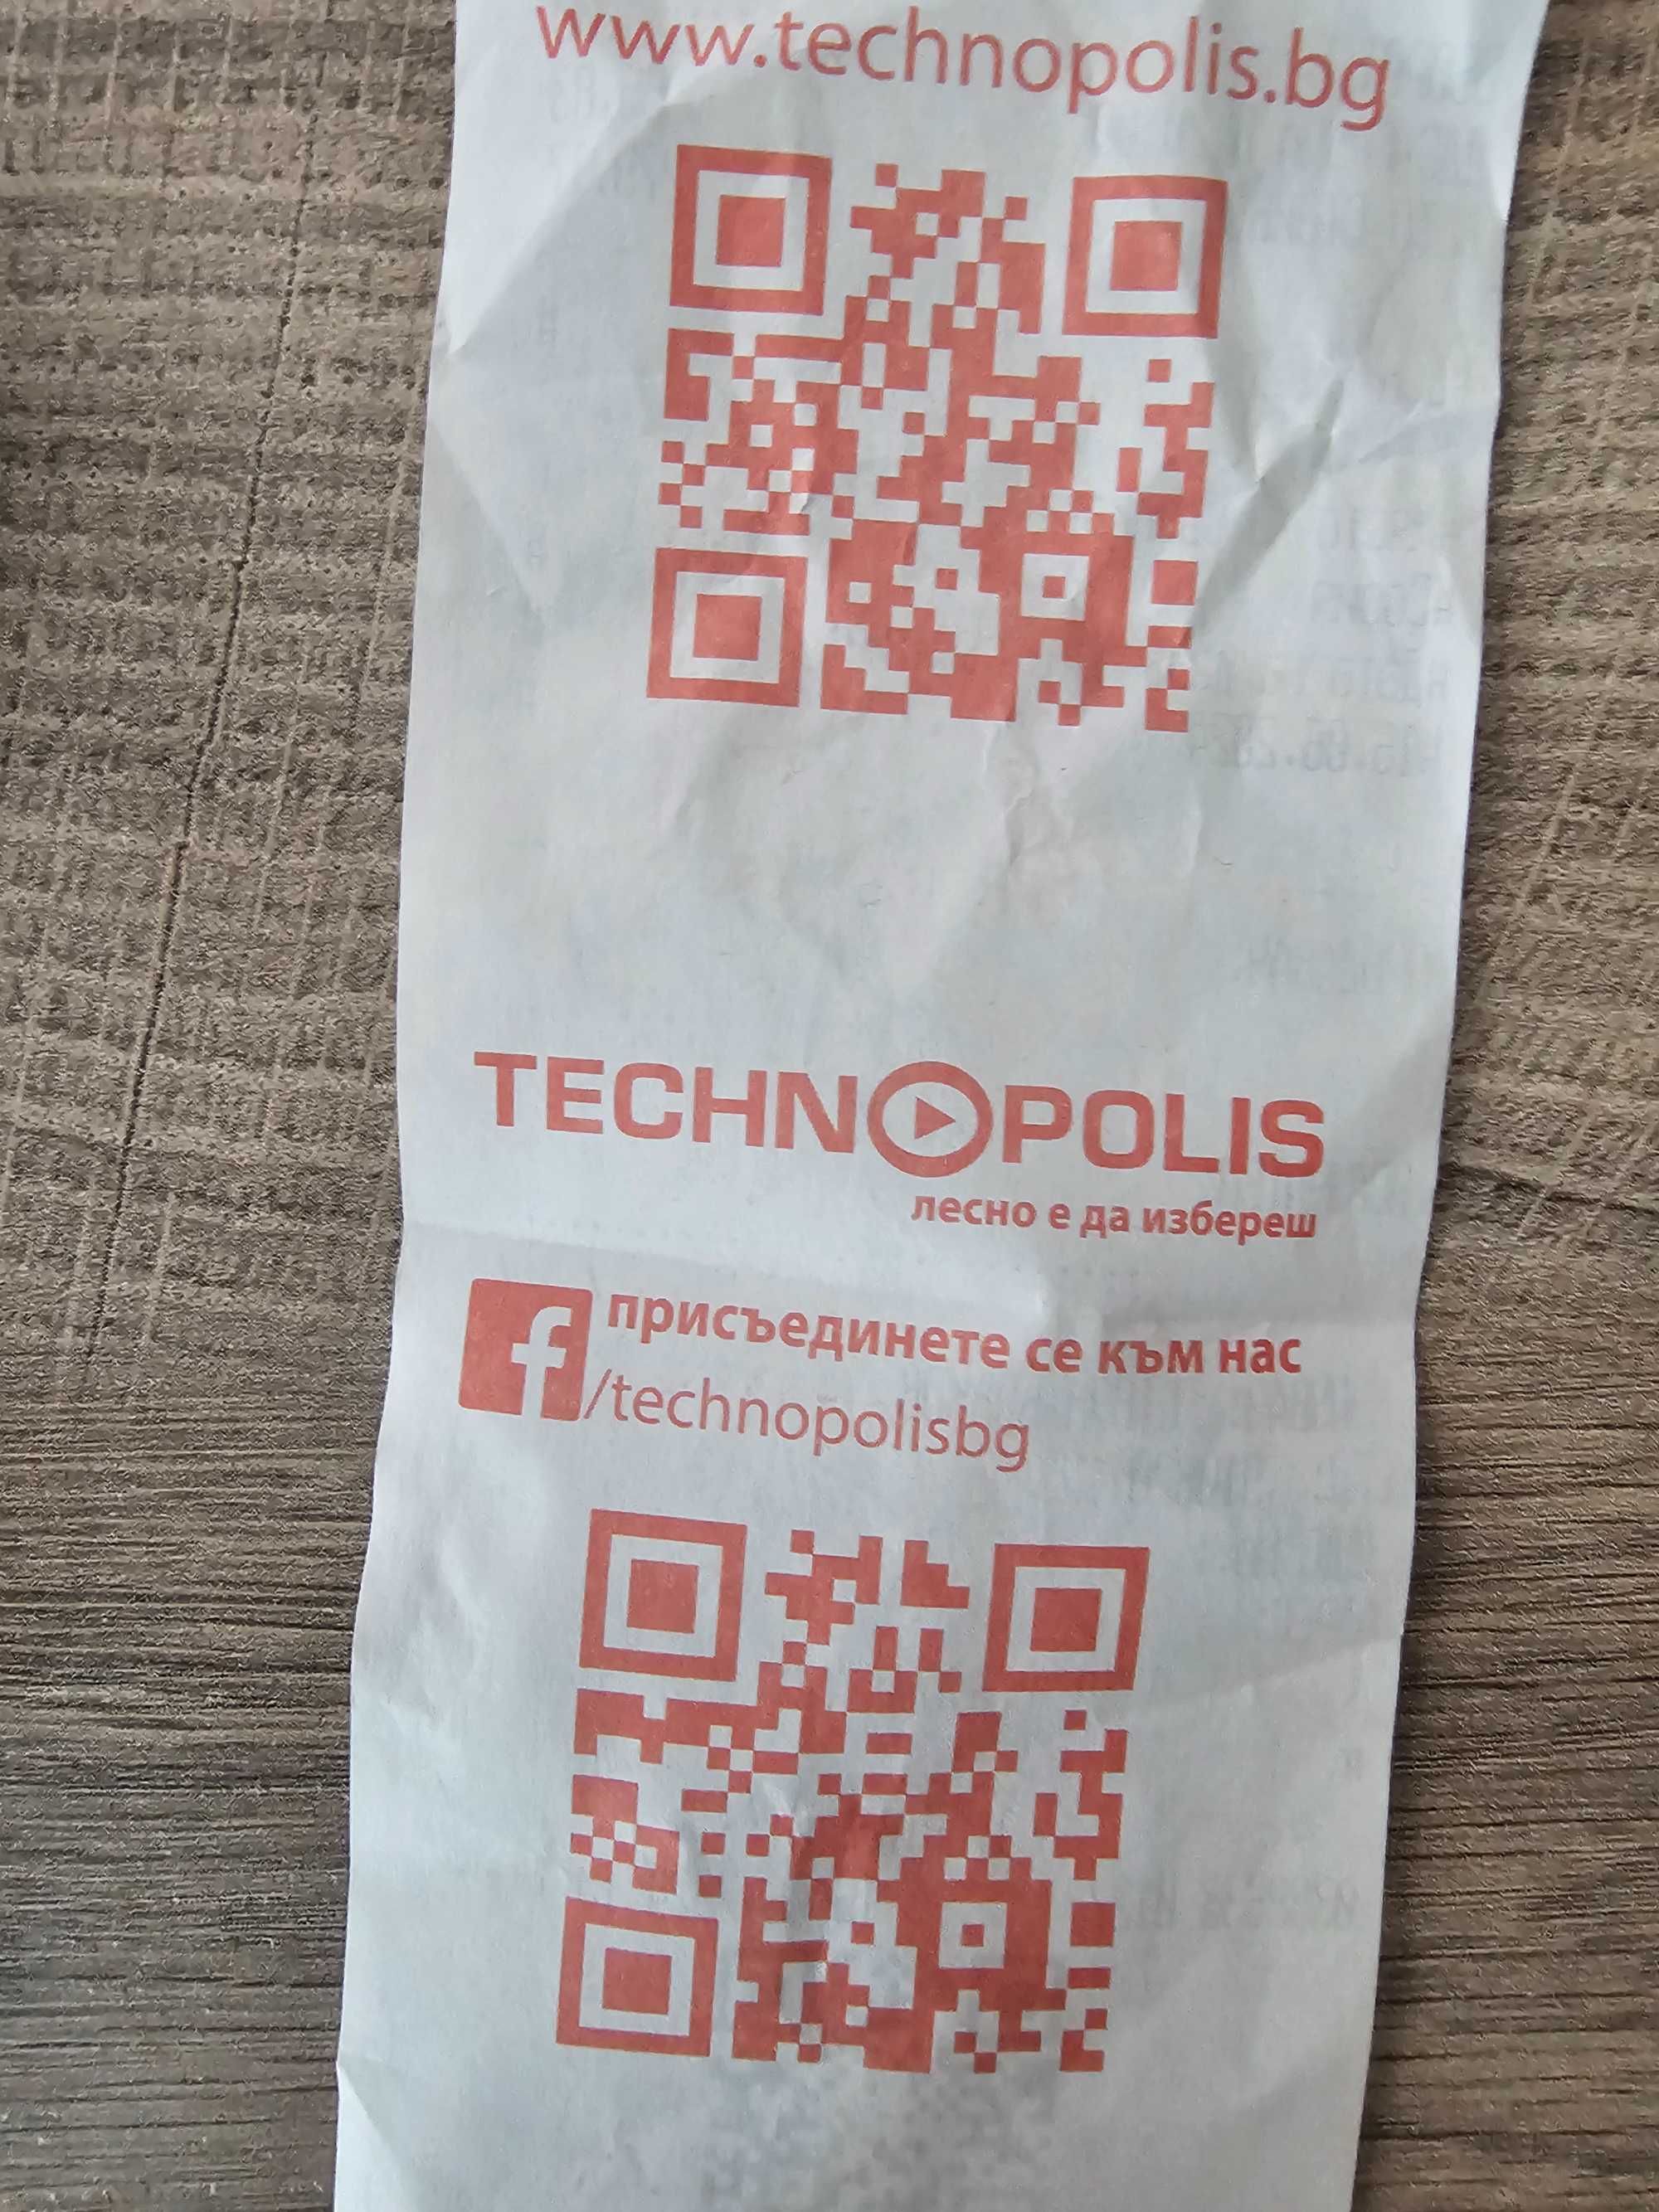 www.technopolis.bg
TECHNOPOLIS
лесно е да избереш
присъединете се към нас
/technopolisbg